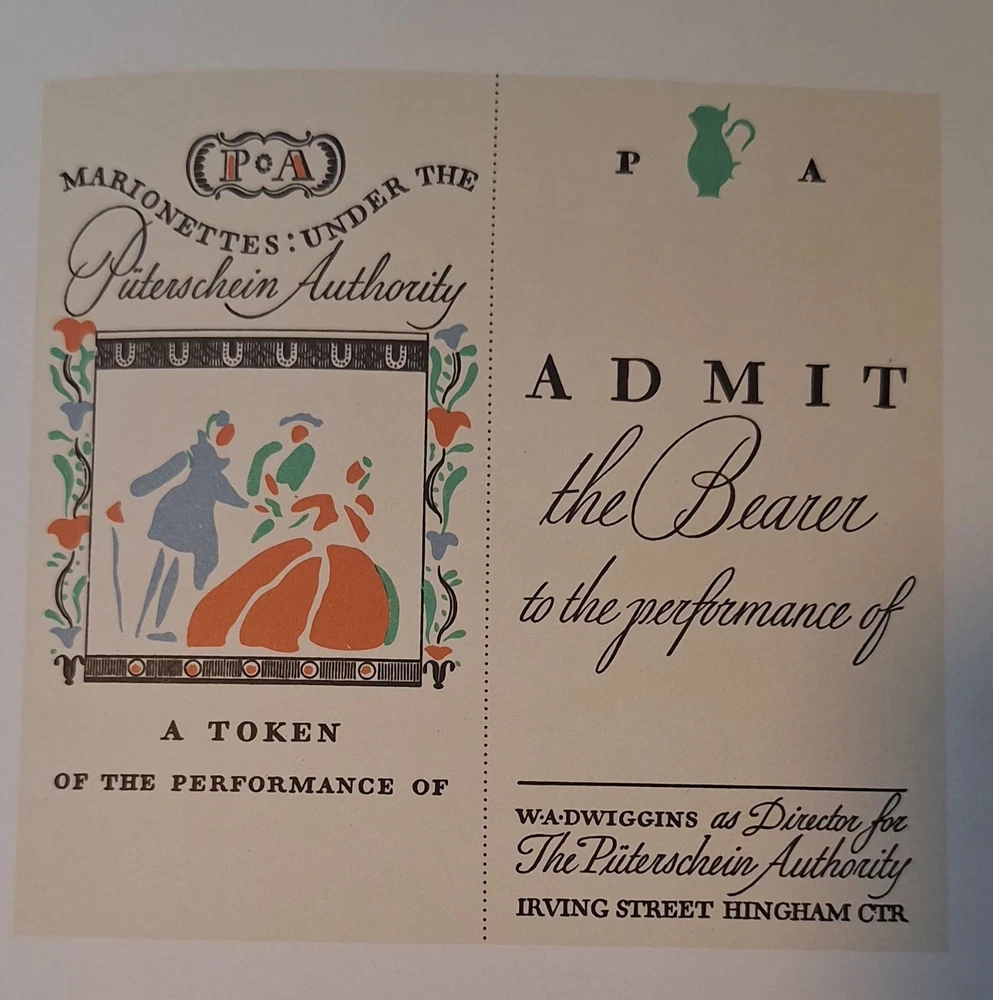 P A
MARIONETTES: UNDER THE
Püterschein Authority
A TOKEN
OF THE PERFORMANCE OF
P A
ADMIT
the Bearer
to the performance of
W·A·DWIGGINS as Director for
The Püterschein Authority
IRVING STREET HINGHAM CTR